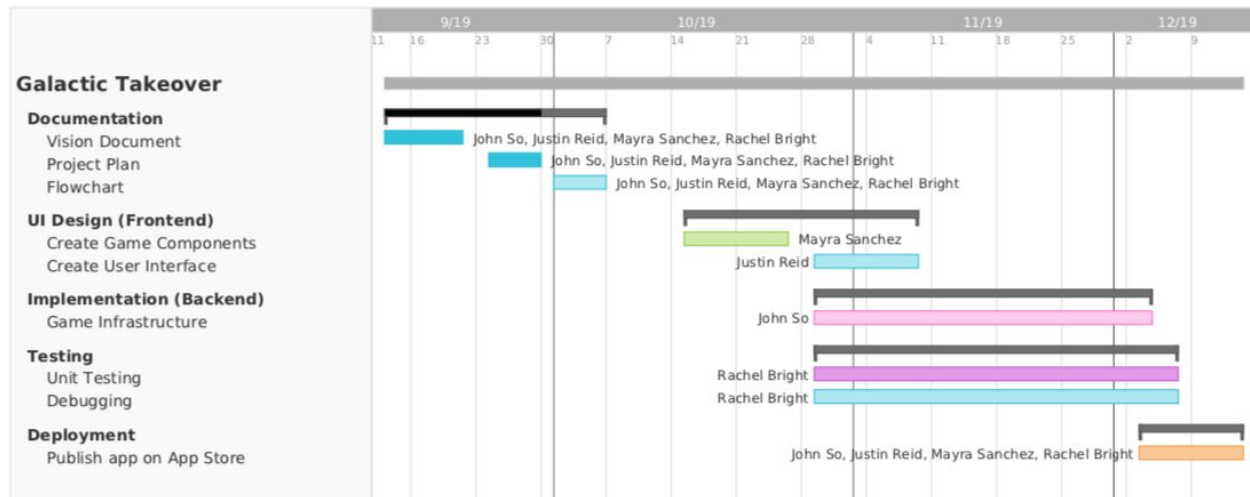 9/19 10/19 11/19 12/19
11 16 23 30 7 14 21 28 4 11 18 25 2 9
Galactic Takeover
Documentation
Vision Document John So, Justin Reid, Mayra Sanchez, Rachel Bright
Project Plan John So, Justin Reid, Mayra Sanchez, Rachel Bright
Flowchart John So, Justin Reid, Mayra Sanchez, Rachel Bright
UI Design (Frontend)
Create Game Components Mayra Sanchez
Create User Interface Justin Reid
Implementation (Backend)
Game Infrastructure John So
Testing
Unit Testing Rachel Bright
Debugging Rachel Bright
Deployment
Publish app on App Store John So, Justin Reid, Mayra Sanchez, Rachel Bright